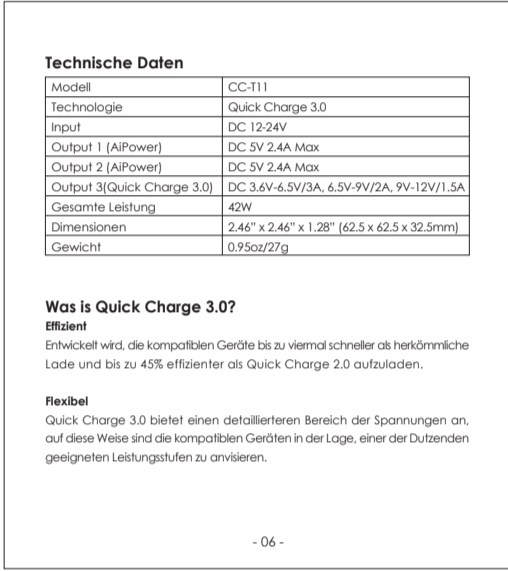 Technische Daten
Modell CC-T11
Technologie Quick Charge 3.0
Input DC 12-24V
Output 1 (AiPower) DC 5V 2.4A Max
Output 2 (AiPower) DC 5V 2.4A Max
Output 3(Quick Charge 3.0) DC 3.6V-6.5V/3A, 6.5V-9V/2A, 9V-12V/1.5A
Gesamte Leistung 42W
Dimensionen 2.46" x 2.46" x 1.28" (62.5 x 62.5 x 32.5mm)
Gewicht 0.95oz/27g
Was is Quick Charge 3.0?
Effizient
Entwickelt wird, die kompatiblen Geräte bis zu viermal schneller als herkömmliche
Lade und bis zu 45% effizienter als Quick Charge 2.0 aufzuladen.
Flexibel
Quick Charge 3.0 bietet einen detaillierteren Bereich der Spannungen an,
auf diese Weise sind die kompatiblen Geräten in der Lage, einer der Dutzenden
geeigneten Leistungsstufen zu anvisieren.
- 06 -